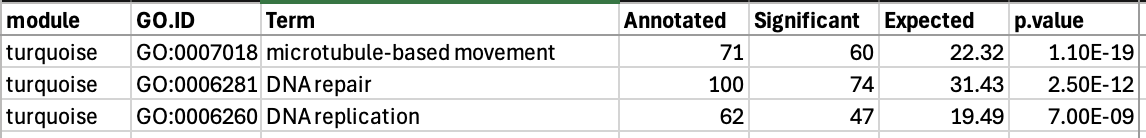 module GO.ID Term Annotated Significant Expected p.value
turquoise GO:0007018 microtubule-based movement 71 60 22.32 1.10E-19
turquoise GO:0006281 DNA repair 100 74 31.43 2.50E-12
turquoise GO:0006260 DNA replication 62 47 19.49 7.00E-09